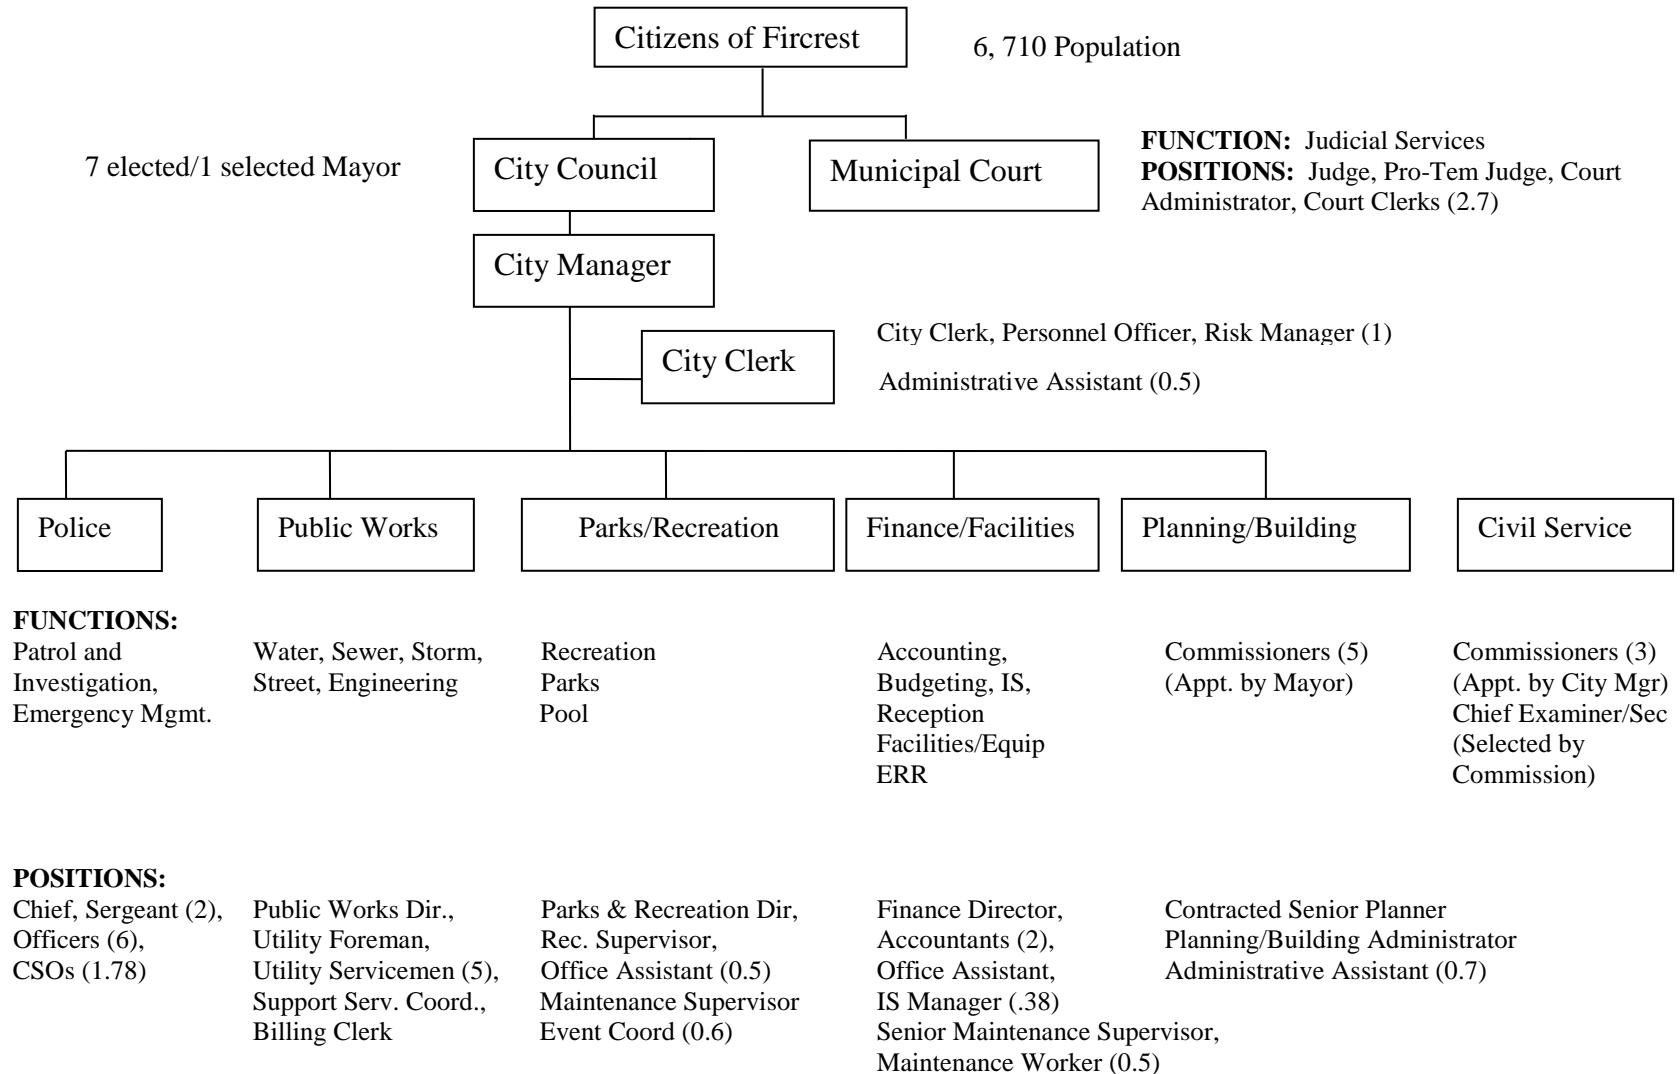 Citizens of Fircrest
6, 710 Population
7 elected/1 selected Mayor
City Council
Municipal Court
FUNCTION: Judicial Services
POSITIONS: Judge, Pro-Tem Judge, Court
Administrator, Court Clerks (2.7)
City Manager
City Clerk
City Clerk, Personnel Officer, Risk Manager (1)
Administrative Assistant (0.5)
Police
Public Works
Parks/Recreation
Finance/Facilities
Planning/Building
Civil Service
FUNCTIONS:
Patrol and
Investigation,
Emergency Mgmt.
Water, Sewer, Storm,
Street, Engineering
Recreation
Parks
Pool
Accounting,
Budgeting, IS,
Reception
Facilities/Equip
ERR
Commissioners (5)
(Appt. by Mayor)
Commissioners (3)
(Appt. by City Mgr)
Chief Examiner/Sec
(Selected by
Commission)
POSITIONS:
Chief, Sergeant (2),
Officers (6),
CSOs (1.78)
Public Works Dir.,
Utility Foreman,
Utility Servicemen (5),
Support Serv. Coord.,
Billing Clerk
Parks & Recreation Dir,
Rec. Supervisor,
Office Assistant (0.5)
Maintenance Supervisor
Event Coord (0.6)
Finance Director,
Accountants (2),
Office Assistant,
IS Manager (.38)
Senior Maintenance Supervisor,
Maintenance Worker (0.5)
Contracted Senior Planner
Planning/Building Administrator
Administrative Assistant (0.7)